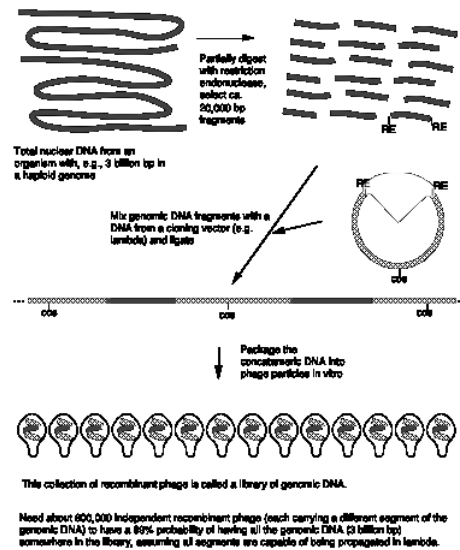 Partially digest
with restriction
endonuclease,
select ca.
20,000 bp
fragments
RE
RE
Total nuclear DNA from an
organism with, e.g., 3 billion bp in
a haploid genome
RE
RE
Mix genomic DNA fragments with a
DNA from a cloning vector (e.g.
lambda) and ligate
cos
cos
cos
cos
Package the
concatameric DNA into
phage particles in vitro
This collection of recombinant phage is called a library of genomic DNA.
Need about 600,000 independent recombinant phage (each carrying a different segment of the
genomic DNA) to have a 99% probability of having all the genomic DNA (3 billion bp)
somewhere in the library, assuming all segments are capable of being propagated in lambda.